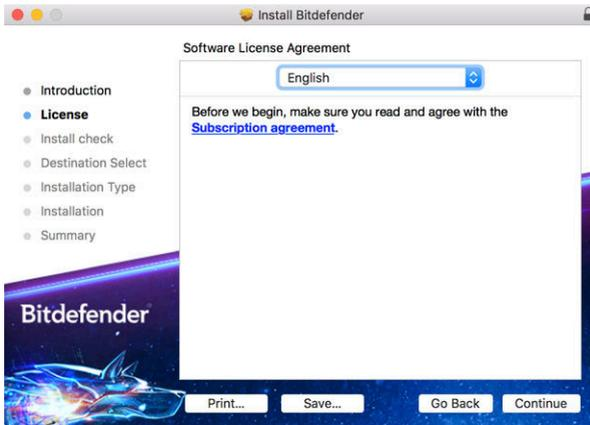 Install Bitdefender
Software License Agreement
English
Introduction
License
Install check
Destination Select
Installation Type
Installation
Summary
Before we begin, make sure you read and agree with the
Subscription agreement.
Bitdefender
Print...
Save...
Go Back
Continue